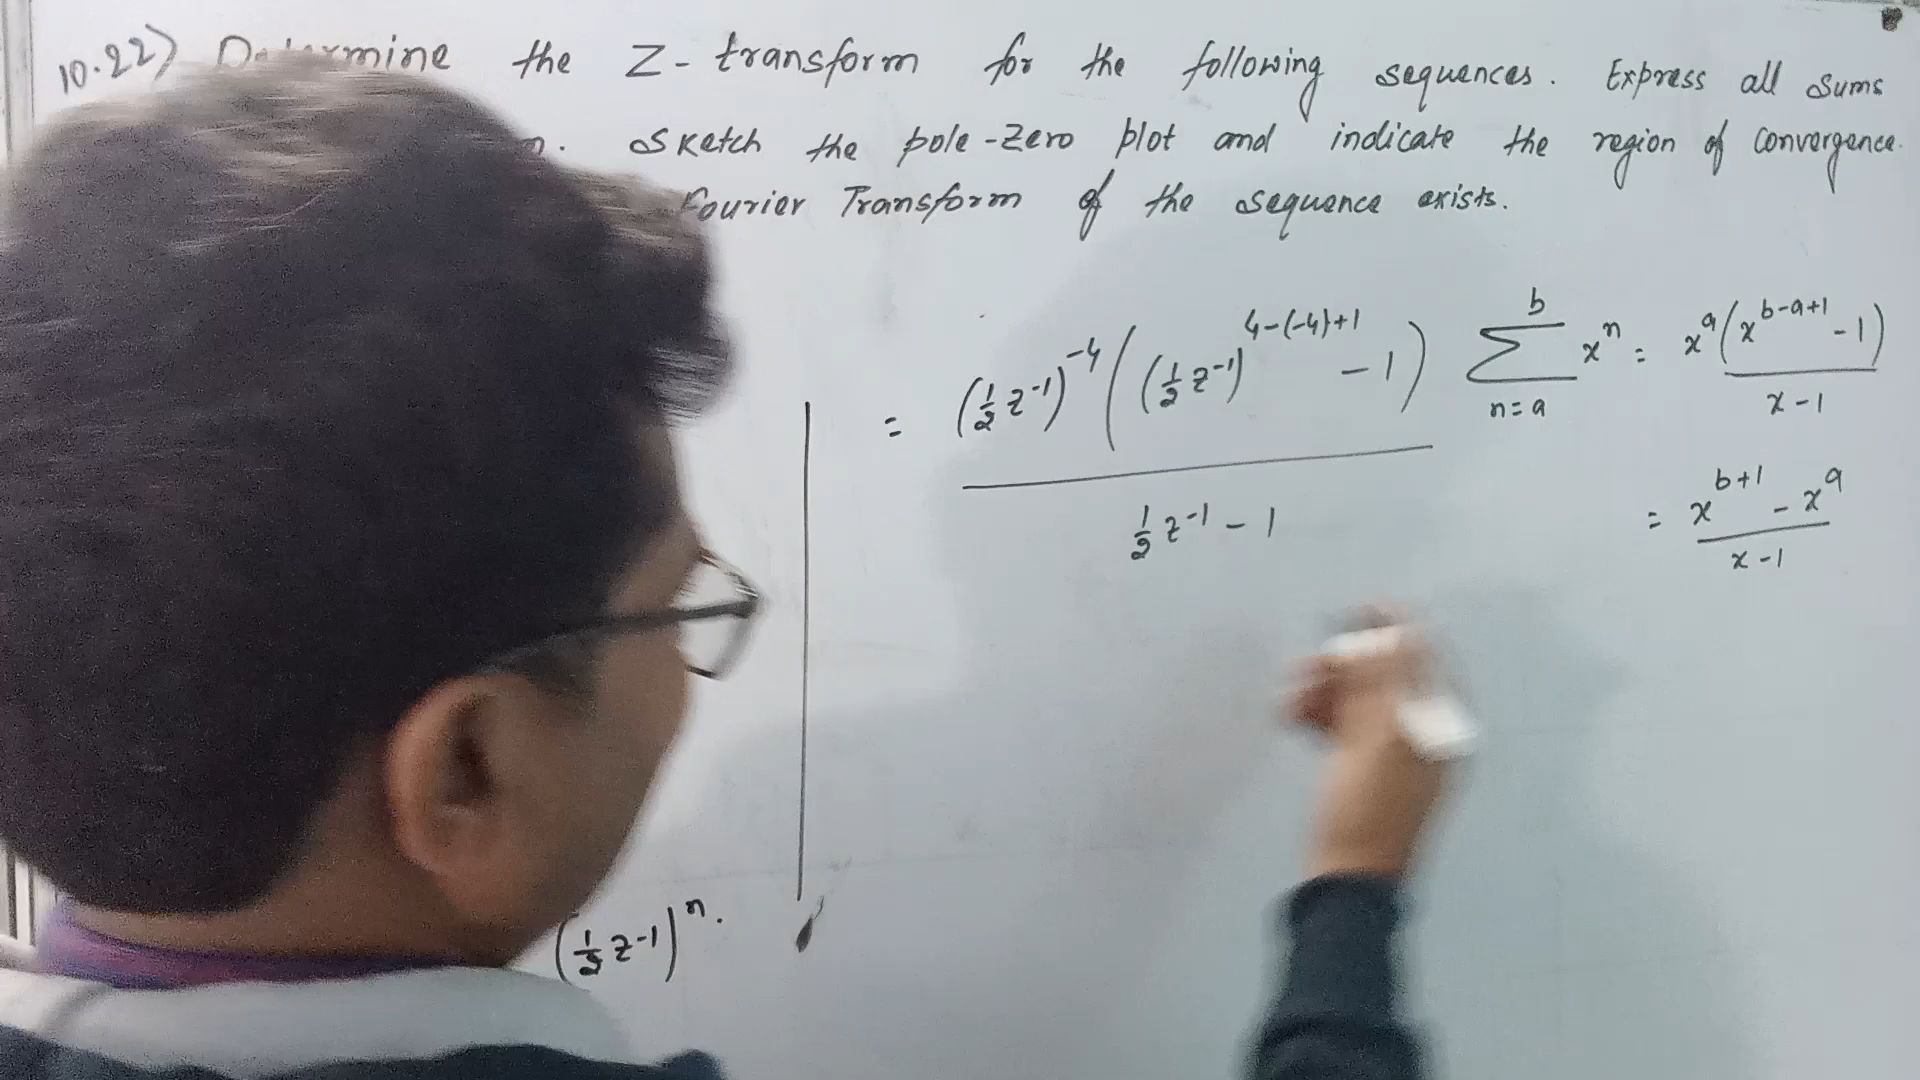 10.22) Determine the Z-transform for the following sequences. Express all sums
Sketch the pole-zero plot and indicate the region of convergence.
Fourier Transform of the sequence exists.
= (1/2 z^-1)^-4 ((1/2 z^-1)^4-(-4)+1 - 1) / 1/2 z^-1 - 1
∑ n=a b x^n = x^a (x^b-a+1 - 1) / x-1
= x^b+1 - x^a / x-1
(1/2 z^-1)^n.